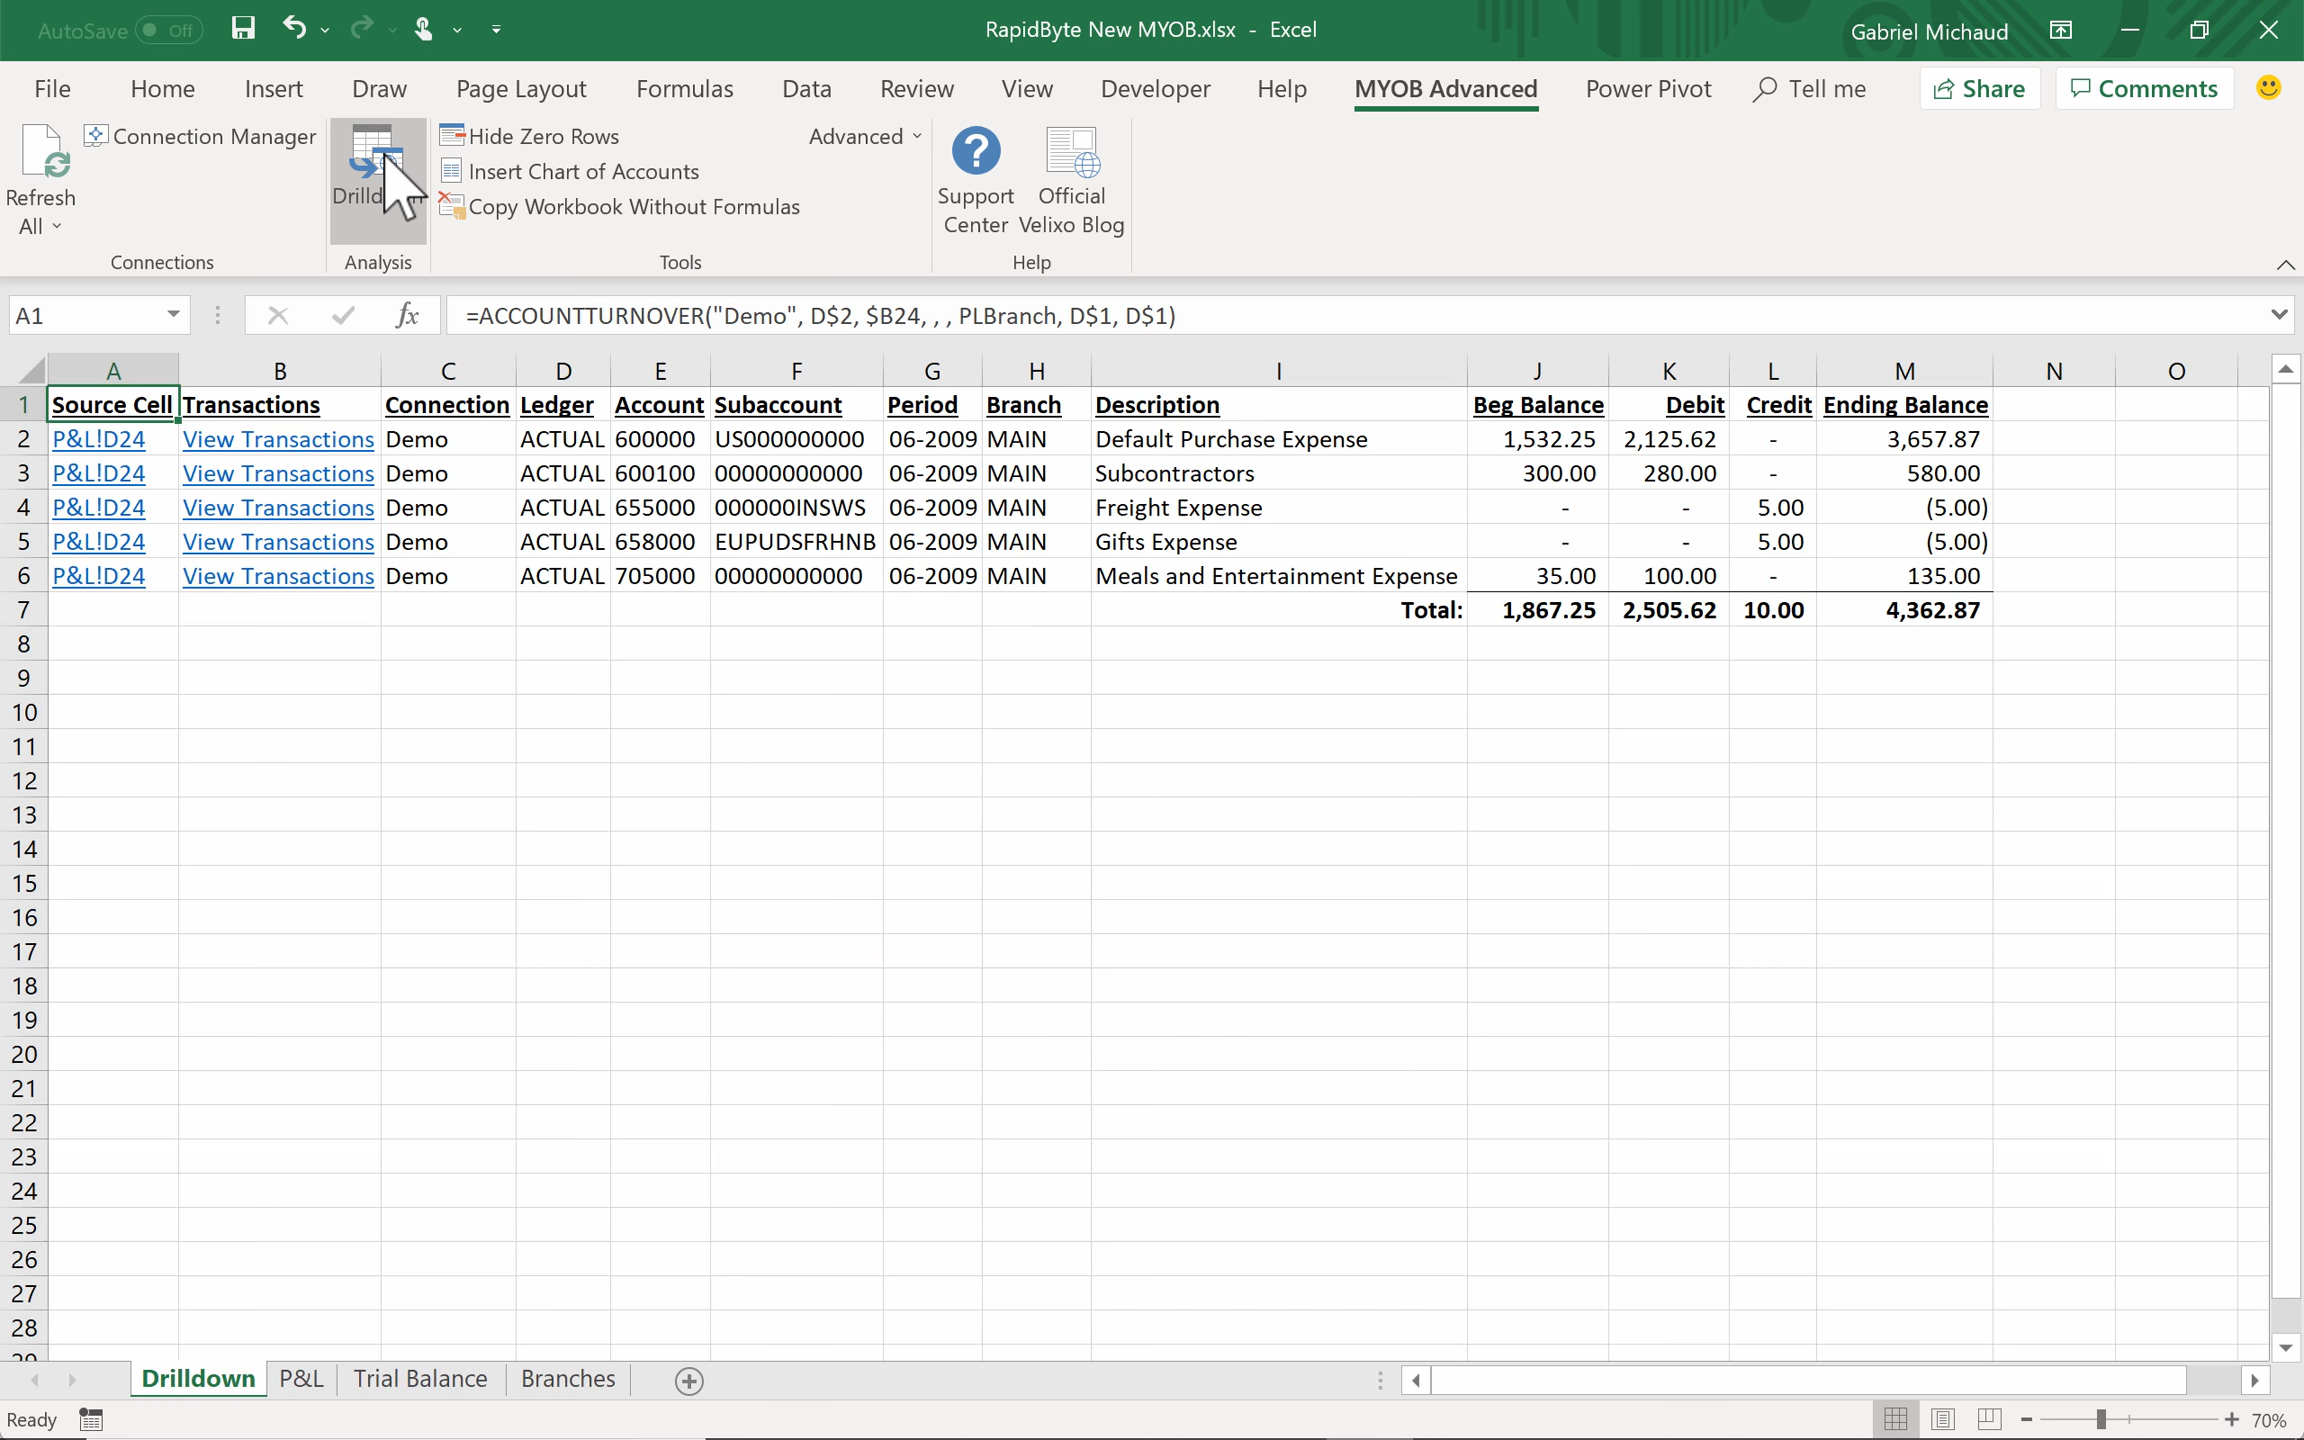 AutoSave Off RapidByte New MYOB.xlsx - Excel Gabriel Michaud
File Home Insert Draw Page Layout Formulas Data Review View Developer Help MYOB Advanced Power Pivot Tell me Share Comments
Refresh All
Connection Manager
Connections
Analysis
Hide Zero Rows
Insert Chart of Accounts
Copy Workbook Without Formulas
Advanced
Tools
Support Center
Official Velixo Blog
Help
A1 fx =ACCOUNTTURNOVER("Demo", D$2, $B24, , , PLBranch, D$1, D$1)
A B C D E F G H I J K L M N O
1 Source Cell Transactions Connection Ledger Account Subaccount Period Branch Description Beg Balance Debit Credit Ending Balance
2 P&L!D24 View Transactions Demo ACTUAL 600000 US000000000 06-2009 MAIN Default Purchase Expense 1,532.25 2,125.62 - 3,657.87
3 P&L!D24 View Transactions Demo ACTUAL 600100 00000000000 06-2009 MAIN Subcontractors 300.00 280.00 - 580.00
4 P&L!D24 View Transactions Demo ACTUAL 655000 000000INSWS 06-2009 MAIN Freight Expense - - 5.00 (5.00)
5 P&L!D24 View Transactions Demo ACTUAL 658000 EUPUDSFRHNB 06-2009 MAIN Gifts Expense - - 5.00 (5.00)
6 P&L!D24 View Transactions Demo ACTUAL 705000 00000000000 06-2009 MAIN Meals and Entertainment Expense 35.00 100.00 - 135.00
7 Total: 1,867.25 2,505.62 10.00 4,362.87
8
9
10
11
12
13
14
15
16
17
18
19
20
21
22
23
24
25
26
27
28
29
Drilldown P&L Trial Balance Branches
Ready 70%